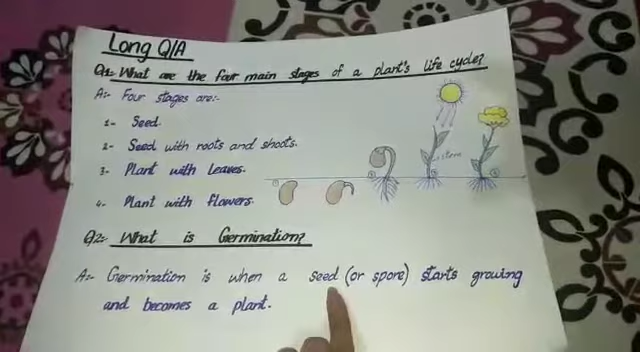 Long Q/A
Q1:- What are the four main stages of a plant's life cycle?
A:- Four stages are:-
1- Seed.
2- Seed with roots and shoots.
3- Plant with Leaves.
4- Plant with flowers.
Q2:- What is Germination?
A:- Germination is when a seed (or spore) starts growing
and becomes a plant.